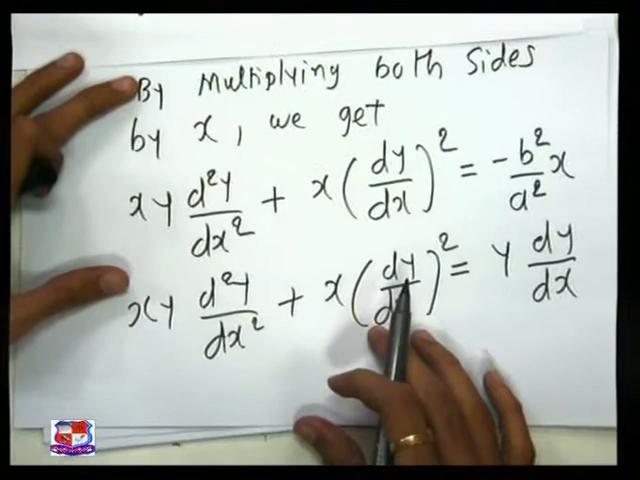 By Multiplying both sides
by x, we get
xy d²y/dx² + x(dy/dx)² = -b²/a² x
xy d²y/dx² + x(dy/dx)² = y dy/dx